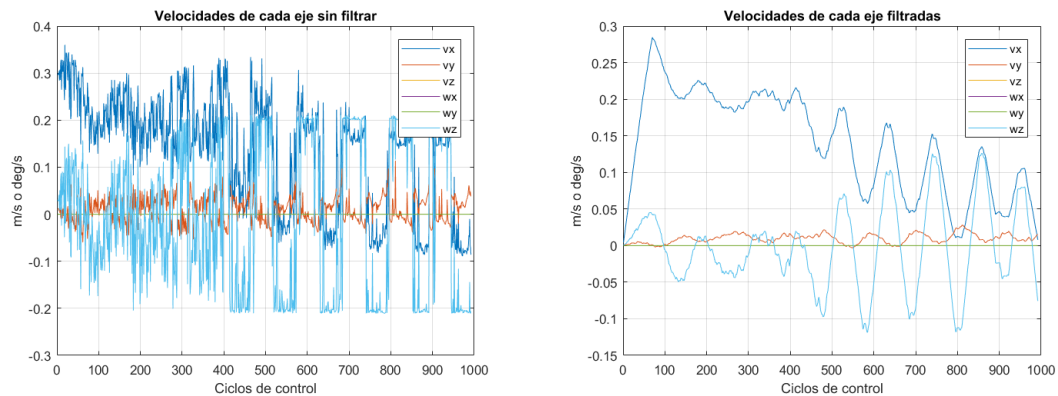 Velocidades de cada eje sin filtrar
m/s o deg/s
0.4
0.3
0.2
0.1
0
-0.1
-0.2
-0.3
0 100 200 300 400 500 600 700 800 900 1000
Ciclos de control
vx
vy
vz
wx
wy
wz
Velocidades de cada eje filtradas
m/s o deg/s
0.3
0.25
0.2
0.15
0.1
0.05
0
-0.05
-0.1
-0.15
0 100 200 300 400 500 600 700 800 900 1000
Ciclos de control
vx
vy
vz
wx
wy
wz